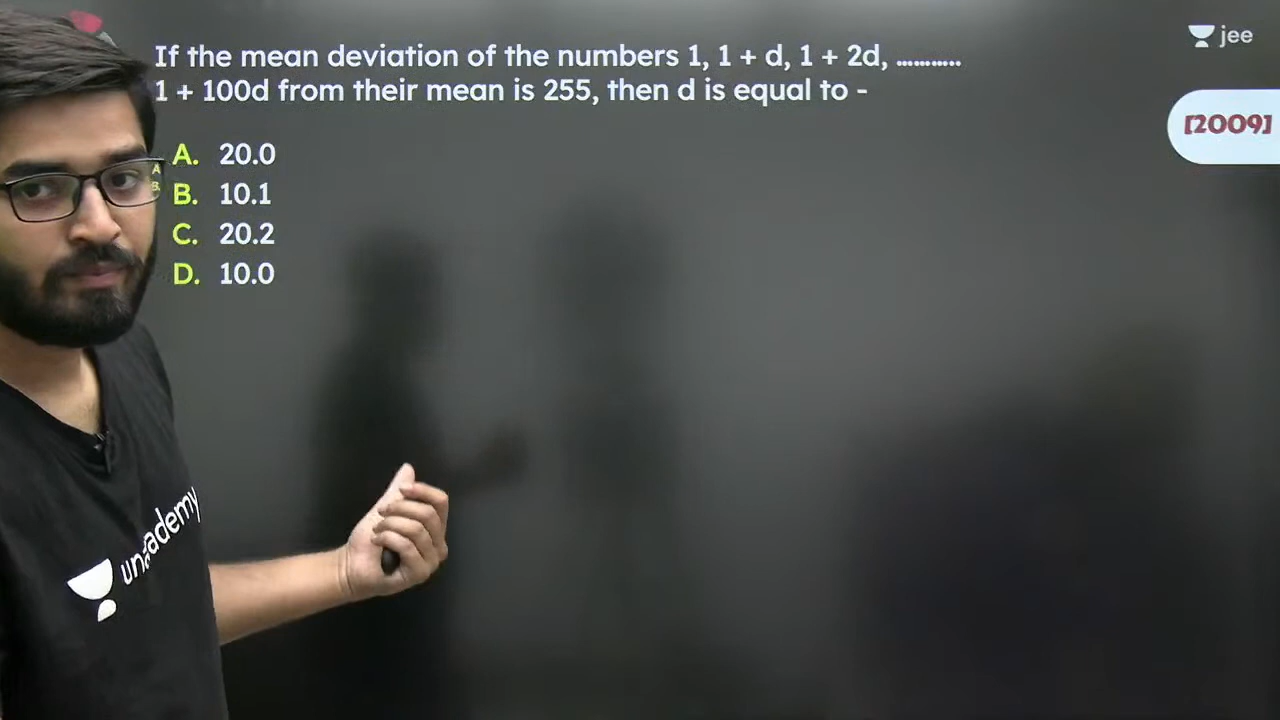 jee
If the mean deviation of the numbers 1, 1 + d, 1 + 2d, ...........
1 + 100d from their mean is 255, then d is equal to -
[2009]
A. 20.0
B. 10.1
C. 20.2
D. 10.0
A
B.
unacademy